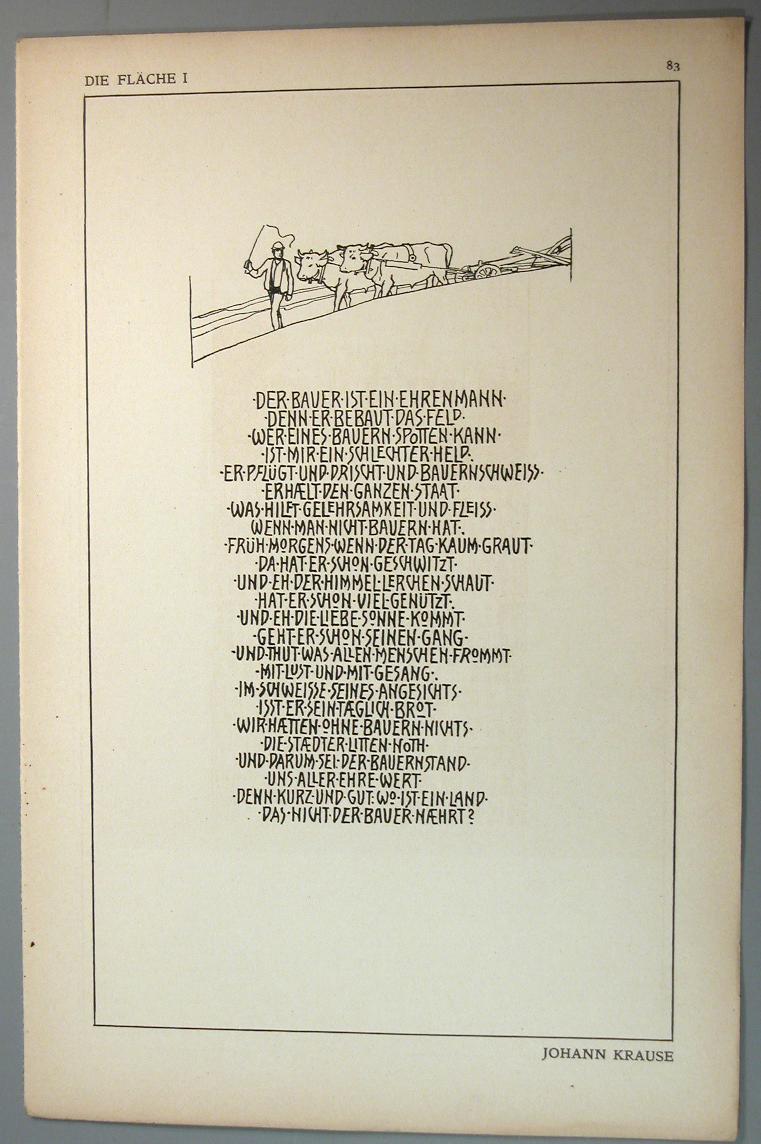 DIE FLÄCHE I
83
·DER·BAUER·IST·EIN·EHRENMANN·
·DENN·ER·BEBAUT·DAS·FELD·
·WER·EINES·BAUERN·SPOTTEN·KANN·
·IST·MIR·EIN·SCHLECHTER·HELD·.
·ER·PFLÜGT·UND·DRISCHT·UND·BAUERNSCHWEISS·
·ERHÆLT·DEN·GANZEN·STAAT·
·WAS·HILFT·GELEHRSAMKEIT·UND·FLEISS·
WENN·MAN·NICHT·BAUERN·HAT·.
·FRÜH·MORGENS·WENN·DER·TAG·KAUM·GRAUT·
·DA·HAT·ER·SCHON·GESCHWITZT·
·UND·EH·DER·HIMMEL·LERCHEN·SCHAUT·
·HAT·ER·SCHON·VIEL·GENÜTZT·.
·UND·EH·DIE·LIEBE·SONNE·KOMMT·
·GEHT·ER·SCHON·SEINEN·GANG·
·UND·THUT·WAS·ALLEN·MENSCHEN·FROMMT·
·MIT·LUST·UND·MIT·GESANG·.
·IM·SCHWEISSE·SEINES·ANGESICHTS·
·ISST·ER·SEIN·TÆGLICH·BROT·
·WIR·HÆTTEN·OHNE·BAUERN·NICHTS·
·DIE·STÆDTER·LITTEN·NOTH·
·UND·DARUM·SEI·DER·BAUERNSTAND·
·UNS·ALLER·EHRE·WERT·
·DENN·KURZ·UND·GUT:·WO·IST·EIN·LAND·
·DAS·NICHT·DER·BAUER·NÆHRT?
JOHANN KRAUSE